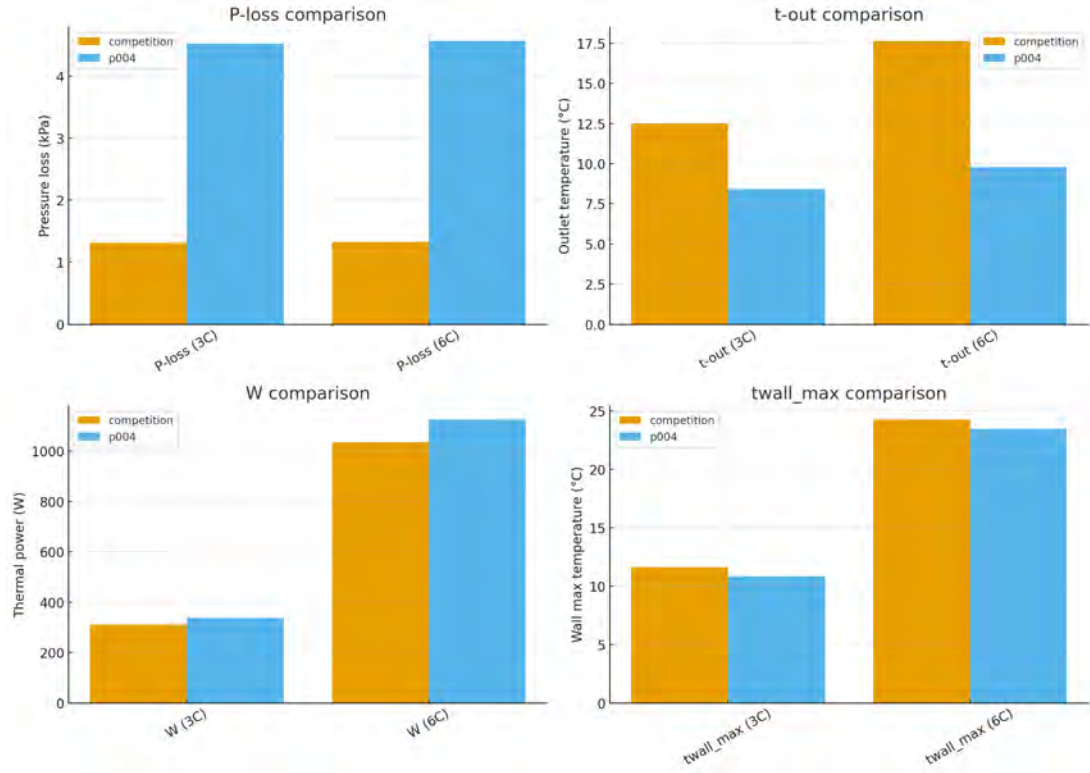 P-loss comparison
competition
p004
4
3
2
1
0
Pressure loss (kPa)
P-loss (3C)
P-loss (6C)
t-out comparison
competition
p004
17.5
15.0
12.5
10.0
7.5
5.0
2.5
0.0
Outlet temperature (°C)
t-out (3C)
t-out (6C)
W comparison
competition
p004
1000
800
600
400
200
0
Thermal power (W)
W (3C)
W (6C)
twall_max comparison
competition
p004
25
20
15
10
5
0
Wall max temperature (°C)
twall_max (3C)
twall_max (6C)